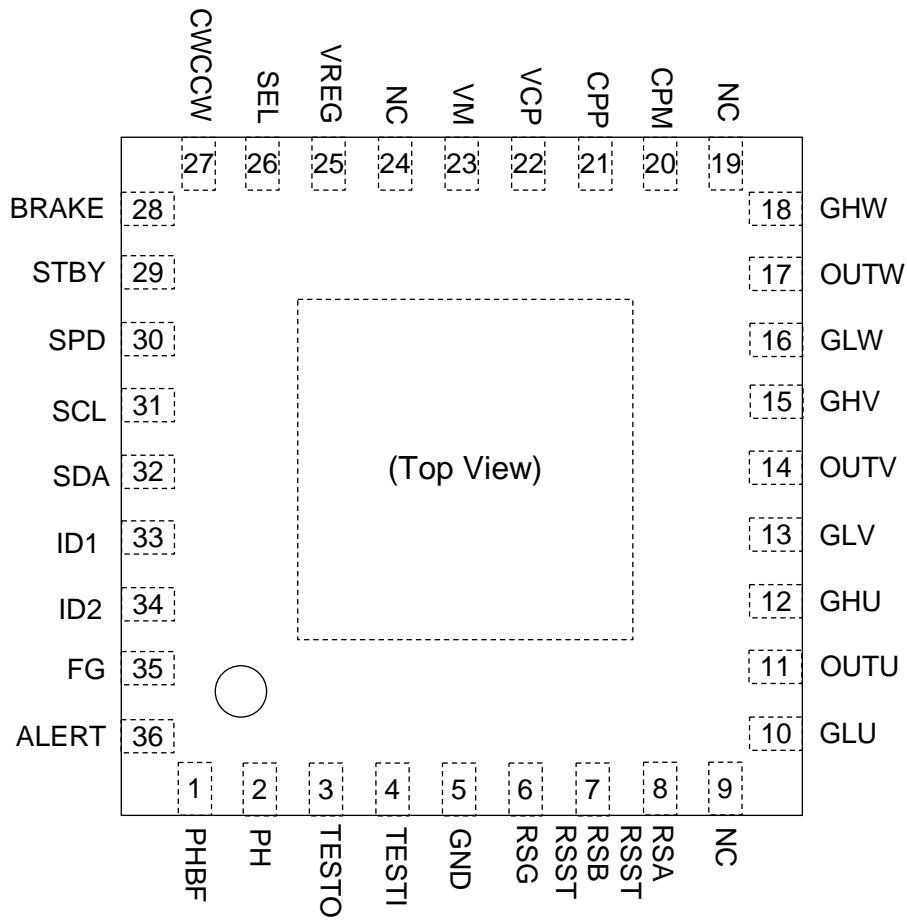 CWCCW
SEL
VREG
NC
VM
VCP
CPP
CPM
NC
27
26
25
24
23
22
21
20
19
BRAKE 28
STBY 29
SPD 30
SCL 31
SDA 32
ID1 33
ID2 34
FG 35
ALERT 36
(Top View)
18 GHW
17 OUTW
16 GLW
15 GHV
14 OUTV
13 GLV
12 GHU
11 OUTU
10 GLU
1
2
3
4
5
6
7
8
9
PHBF
PH
TESTO
TESTI
GND
RSG
RSB
RSST
RSA
RSST
NC